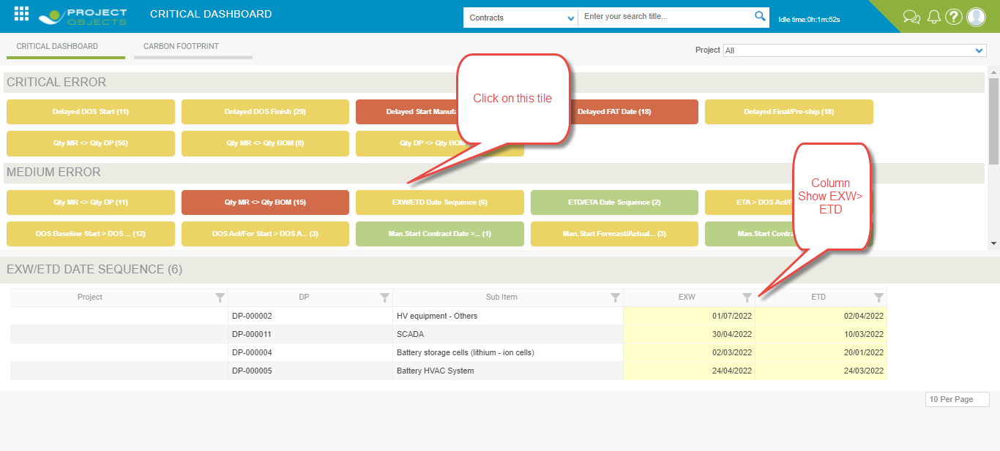 PROJECT
OBJECTS
CRITICAL DASHBOARD
Contracts
Enter your search title...
Idle time:0h:1m:52s
?
CRITICAL DASHBOARD
CARBON FOOTPRINT
Project
All
CRITICAL ERROR
Delayed DOS Start (11)
Delayed DOS Finish (29)
Delayed Start Manufa
Click on this tile
Delayed FAT Date (18)
Delayed Final/Pre-ship (18)
Qty MR <> Qty DP (56)
Qty MR <> Qty BOM (8)
Qty DP <> Qty BOM
MEDIUM ERROR
Qty MR <> Qty DP (11)
Qty MR <> Qty BOM (15)
EXW/ETD Date Sequence (6)
ETD/ETA Date Sequence (2)
ETA > DOS Act/F
Column
Show EXW>
ETD
DOS Baseline Start > DOS ... (12)
DOS Act/For Start > DOS A... (3)
Man.Start Contract Date >... (1)
Man.Start Forecast/Actual... (3)
Man.Start Contra
EXW/ETD DATE SEQUENCE (6)
Project DP Sub Item EXW ETD
DP-000002 HV equipment - Others 01/07/2022 02/04/2022
DP-000011 SCADA 30/04/2022 10/03/2022
DP-000004 Battery storage cells (lithium - ion cells) 02/03/2022 20/01/2022
DP-000005 Battery HVAC System 24/04/2022 24/03/2022
10 Per Page